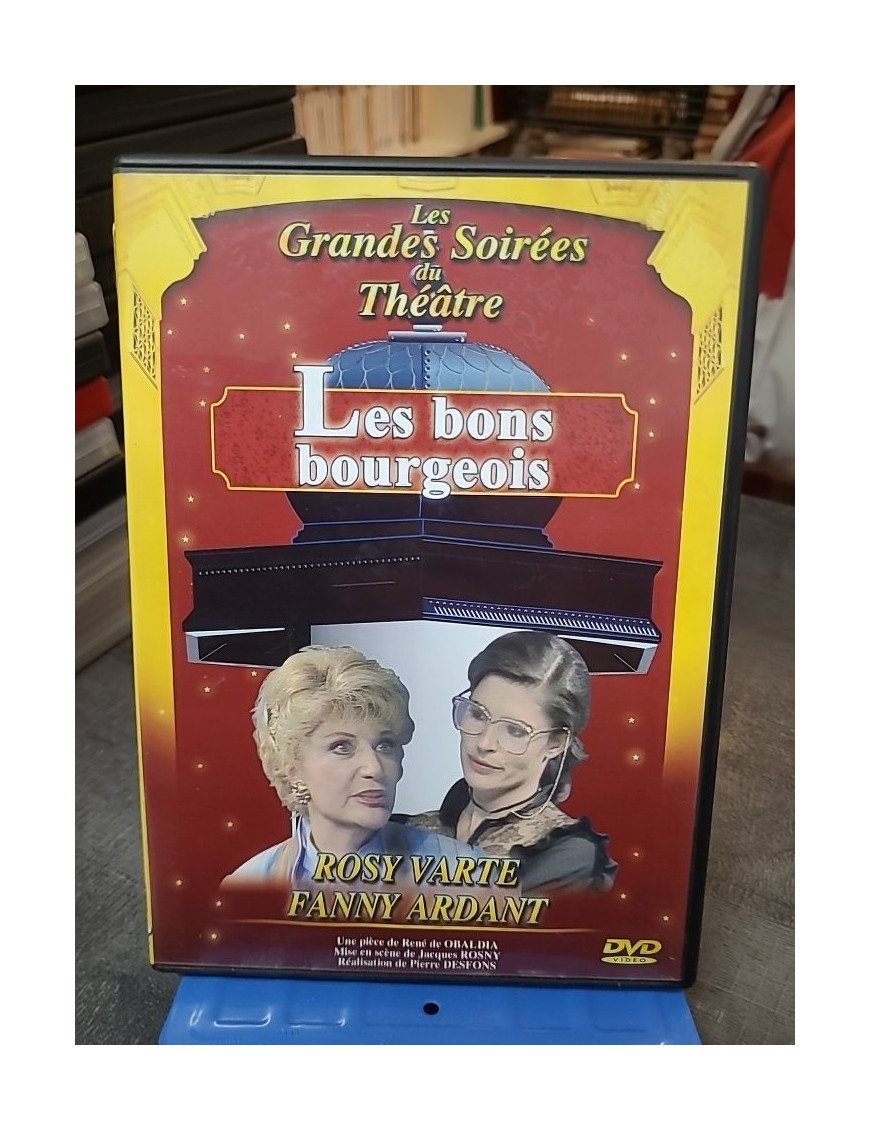 Les
Grandes Soirées
du
Théâtre
Les bons
bourgeois
ROSY VARTE
FANNY ARDANT
Une pièce de René de OBALDIA
Mise en scène de Jacques ROSNY
Réalisation de Pierre DESFONS
DVD
VIDEO